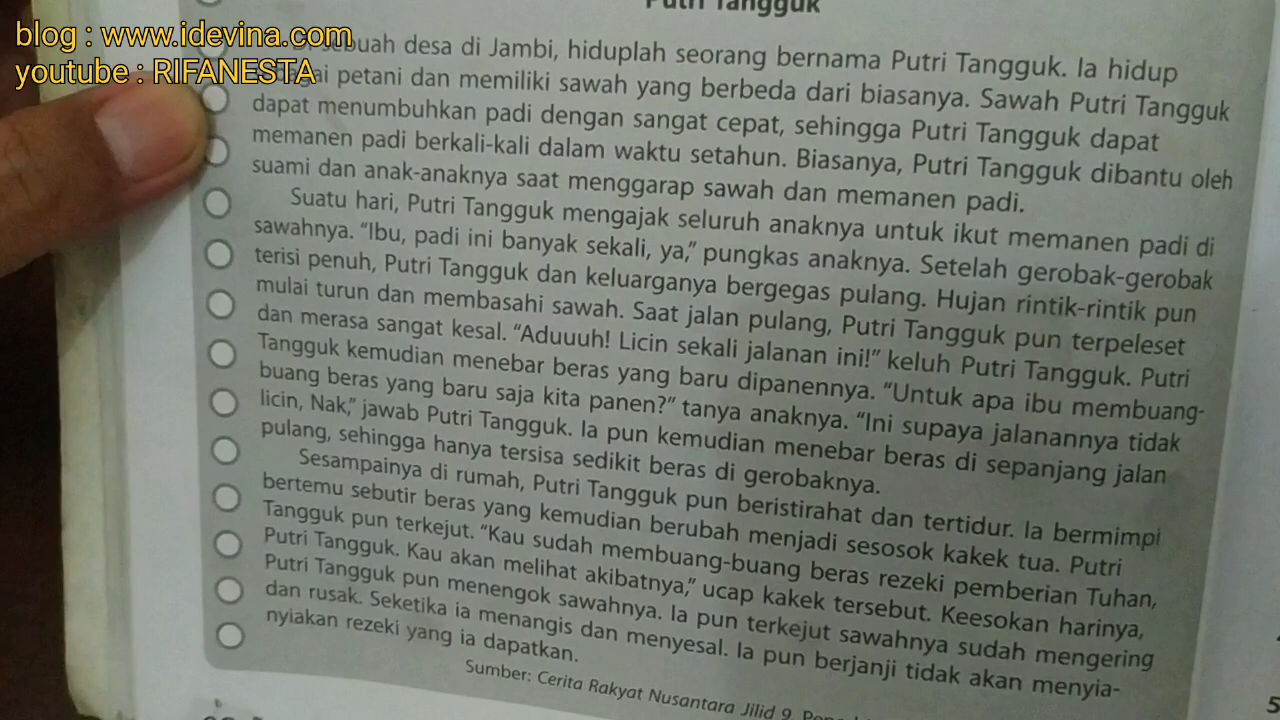 Putri Tangguk
blog : www.idevina.com
youtube : RIFANESTA
sebuah desa di Jambi, hiduplah seorang bernama Putri Tangguk. Ia hidup
petani dan memiliki sawah yang berbeda dari biasanya. Sawah Putri Tangguk
dapat menumbuhkan padi dengan sangat cepat, sehingga Putri Tangguk dapat
memanen padi berkali-kali dalam waktu setahun. Biasanya, Putri Tangguk dibantu oleh
suami dan anak-anaknya saat menggarap sawah dan memanen padi.
Suatu hari, Putri Tangguk mengajak seluruh anaknya untuk ikut memanen padi di
sawahnya. “Ibu, padi ini banyak sekali, ya,” pungkas anaknya. Setelah gerobak-gerobak
terisi penuh, Putri Tangguk dan keluarganya bergegas pulang. Hujan rintik-rintik pun
mulai turun dan membasahi sawah. Saat jalan pulang, Putri Tangguk pun terpeleset
dan merasa sangat kesal. “Aduuuh! Licin sekali jalanan ini!” keluh Putri Tangguk. Putri
Tangguk kemudian menebar beras yang baru dipanennya. “Untuk apa ibu membuang-
buang beras yang baru saja kita panen?” tanya anaknya. “Ini supaya jalanannya tidak
licin, Nak,” jawab Putri Tangguk. Ia pun kemudian menebar beras di sepanjang jalan
pulang, sehingga hanya tersisa sedikit beras di gerobaknya.
Sesampainya di rumah, Putri Tangguk pun beristirahat dan tertidur. Ia bermimpi
bertemu sebutir beras yang kemudian berubah menjadi sesosok kakek tua. Putri
Tangguk pun terkejut. “Kau sudah membuang-buang beras rezeki pemberian Tuhan,
Putri Tangguk. Kau akan melihat akibatnya,” ucap kakek tersebut. Keesokan harinya,
Putri Tangguk pun menengok sawahnya. Ia pun terkejut sawahnya sudah mengering
dan rusak. Seketika ia menangis dan menyesal. Ia pun berjanji tidak akan menyia-
nyiakan rezeki yang ia dapatkan.
Sumber: Cerita Rakyat Nusantara Jilid 9,
5